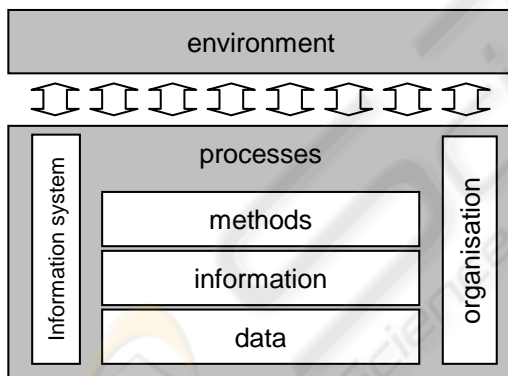 environment
processes
Information system
methods
information
data
organisation